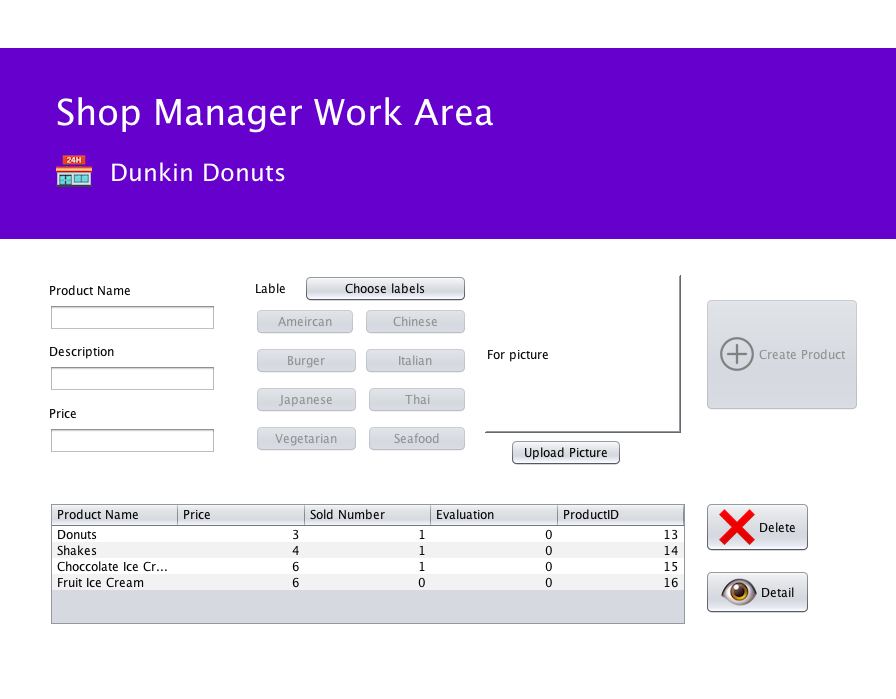 Shop Manager Work Area
24H
Dunkin Donuts
Product Name
Description
Price
Lable Choose labels
Ameircan Chinese
Burger Italian
Japanese Thai
Vegetarian Seafood
For picture
Upload Picture
Create Product
Product Name Price Sold Number Evaluation ProductID
Donuts 3 1 0 13
Shakes 4 1 0 14
Choccolate Ice Cr... 6 1 0 15
Fruit Ice Cream 6 0 0 16
Delete
Detail